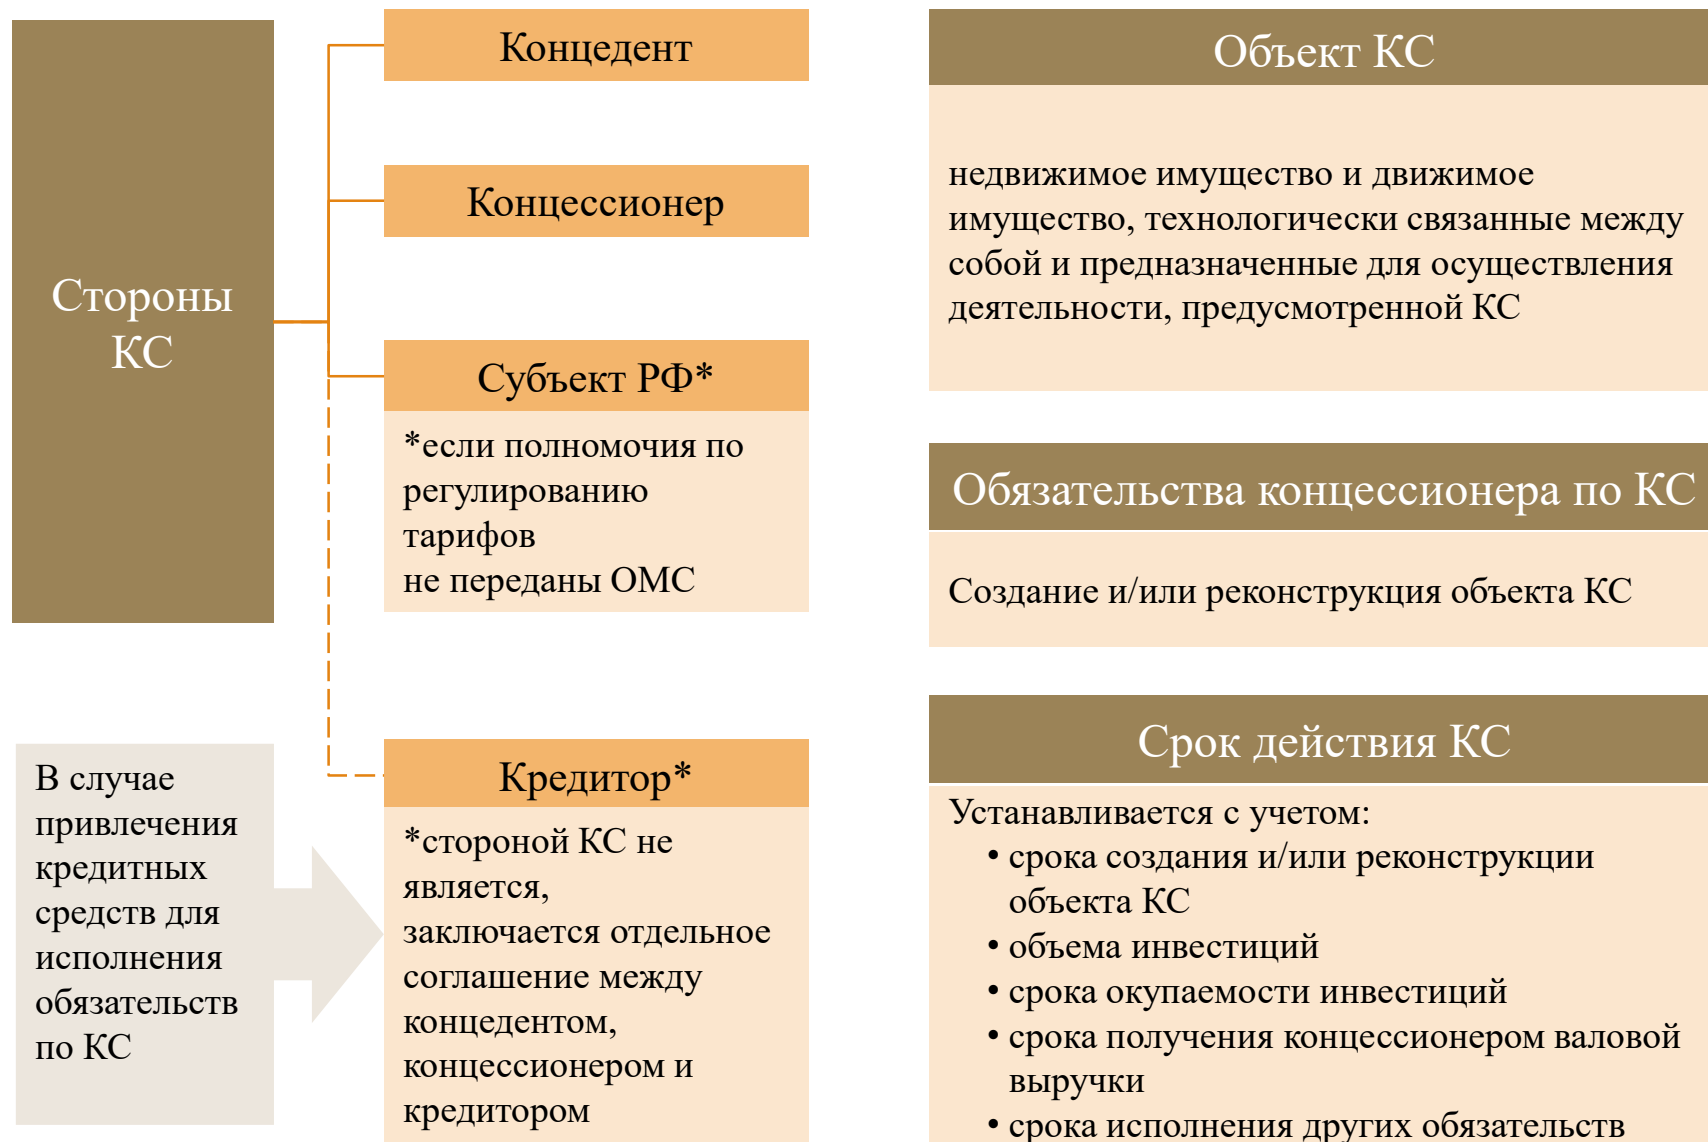 Стороны
КС
Концедент
Концессионер
Субъект РФ*
*если полномочия по
регулированию
тарифов
не переданы ОМС
В случае
привлечения
кредитных
средств для
исполнения
обязательств
по КС
Кредитор*
*стороной КС не
является,
заключается отдельное
соглашение между
концедентом,
концессионером и
кредитором
Объект КС
недвижимое имущество и движимое
имущество, технологически связанные между
собой и предназначенные для осуществления
деятельности, предусмотренной КС
Обязательства концессионера по КС
Создание и/или реконструкция объекта КС
Срок действия КС
Устанавливается с учетом:
• срока создания и/или реконструкции
объекта КС
• объема инвестиций
• срока окупаемости инвестиций
• срока получения концессионером валовой
выручки
• срока исполнения других обязательств